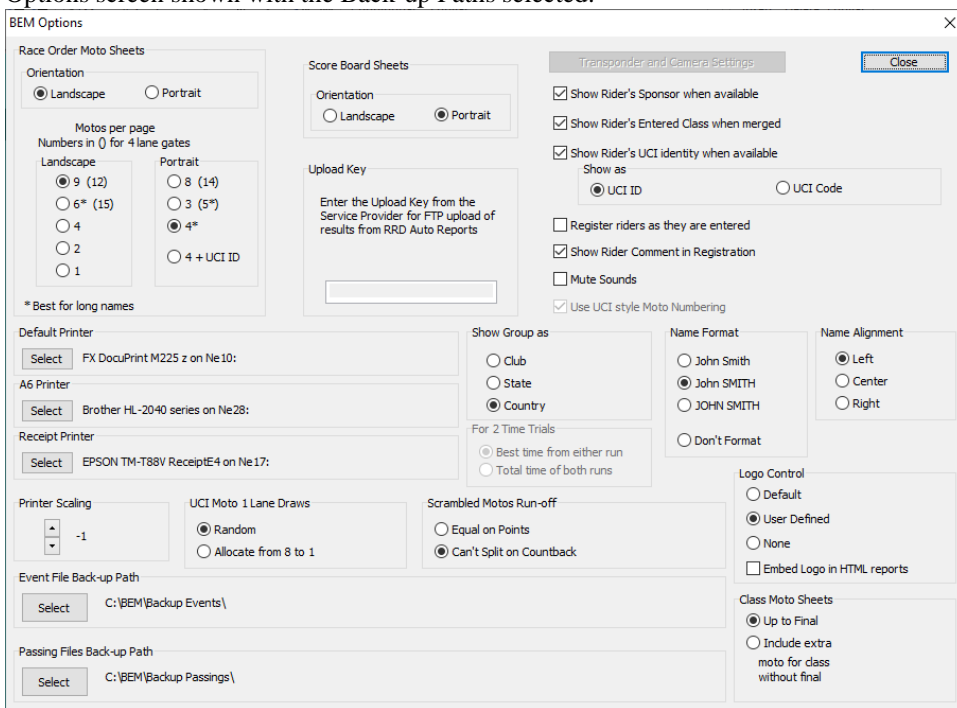 Options screen shown with the Back-up Paths selected.
BEM Options
Race Order Moto Sheets
Orientation
Landscape
Portrait
Motos per page
Numbers in () for 4 lane gates
Landscape
9 (12)
6* (15)
4
2
1
Portrait
8 (14)
3 (5*)
4*
4 + UCI ID
* Best for long names
Score Board Sheets
Orientation
Landscape
Portrait
Upload Key
Enter the Upload Key from the
Service Provider for FTP upload of
results from RRD Auto Reports
Transponder and Camera Settings
Close
Show Rider's Sponsor when available
Show Rider's Entered Class when merged
Show Rider's UCI identity when available
Show as
UCI ID
UCI Code
Register riders as they are entered
Show Rider Comment in Registration
Mute Sounds
Use UCI style Moto Numbering
Default Printer
Select FX DocuPrint M225 z on Ne10:
A6 Printer
Select Brother HL-2040 series on Ne28:
Receipt Printer
Select EPSON TM-T88V ReceiptE4 on Ne17:
Show Group as
Club
State
Country
For 2 Time Trials
Best time from either run
Total time of both runs
Name Format
John Smith
John SMITH
JOHN SMITH
Don't Format
Name Alignment
Left
Center
Right
Printer Scaling
-1
UCI Moto 1 Lane Draws
Random
Allocate from 8 to 1
Scrambled Motos Run-off
Equal on Points
Can't Split on Countback
Logo Control
Default
User Defined
None
Embed Logo in HTML reports
Event File Back-up Path
Select C:\BEM\Backup Events\
Passing Files Back-up Path
Select C:\BEM\Backup Passings\
Class Moto Sheets
Up to Final
Include extra
moto for class
without final